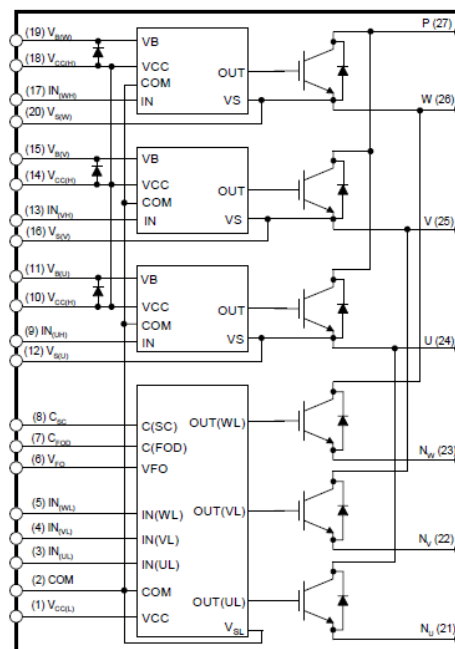 (19) VB(W)
VB
P (27)
(18) VCC(H)
VCC
OUT
COM
(17) IN(WH)
IN
VS
W (26)
(20) VS(W)
(15) VB(V)
VB
(14) VCC(H)
VCC
OUT
COM
(13) IN(VH)
IN
VS
V (25)
(16) VS(V)
(11) VB(U)
VB
(10) VCC(H)
VCC
OUT
COM
(9) IN(UH)
IN
VS
U (24)
(12) VS(U)
(8) CSC
C(SC)
OUT(WL)
(7) CFOD
C(FOD)
(6) VFO
VFO
NW (23)
(5) IN(WL)
IN(WL)
OUT(VL)
(4) IN(VL)
IN(VL)
NV (22)
(3) IN(UL)
IN(UL)
(2) COM
COM
OUT(UL)
(1) VCC(L)
VCC
VSL
NU (21)